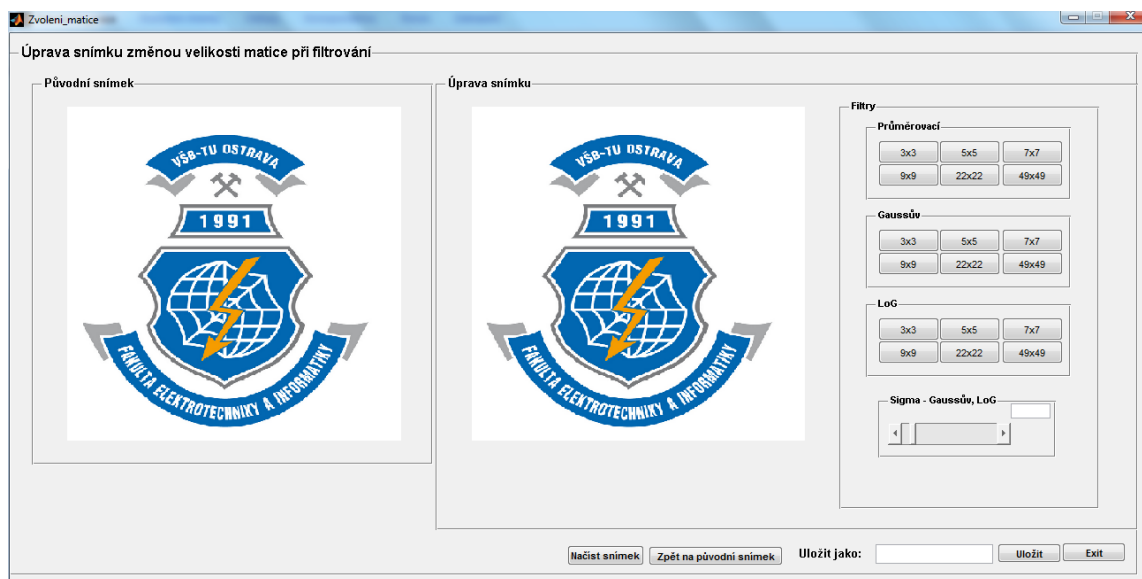 Zvoleni_matice
Úprava snímku změnou velikosti matice při filtrování
Původní snímek
VŠB-TU OSTRAVA
1991
FAKULTA ELEKTROTECHNIKY A INFORMATIKY
Úprava snímku
VŠB-TU OSTRAVA
1991
FAKULTA ELEKTROTECHNIKY A INFORMATIKY
Filtry
Průměrovací
3x3 5x5 7x7
9x9 22x22 49x49
Gaussův
3x3 5x5 7x7
9x9 22x22 49x49
LoG
3x3 5x5 7x7
9x9 22x22 49x49
Sigma - Gaussův, LoG
Načíst snímek Zpět na původní snímek Uložit jako: Uložit Exit